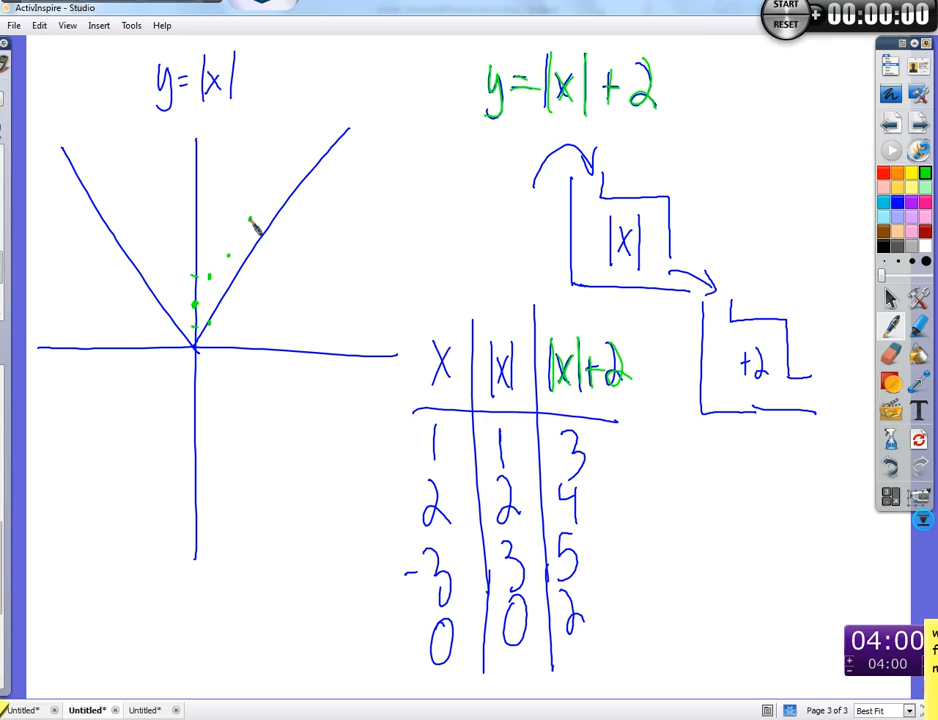 ActivInspire - Studio
START
RESET
00:00:00
File Edit View Insert Tools Help
y=|x|
y=|x|+2
|x|
+2
x |x| |x|+2
1 1 3
2 2 4
-3 3 5
0 0 2
04:00
04:00
Untitled* Untitled* Untitled*
Page 3 of 3 Best Fit